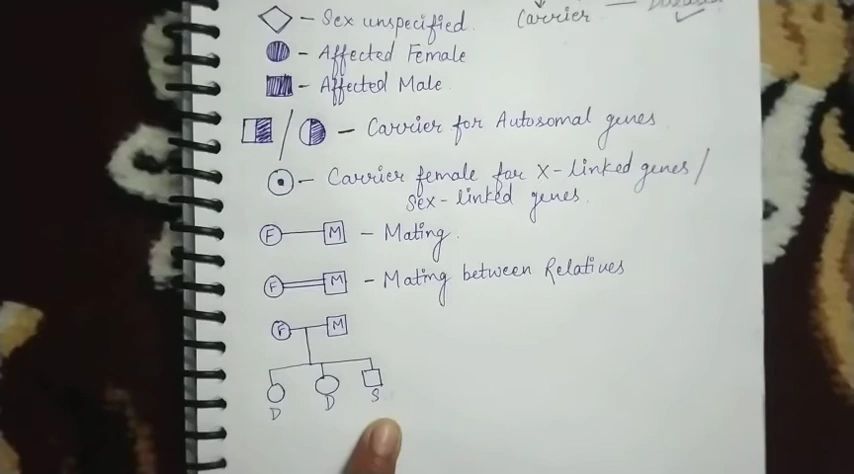 Carrier
- Sex unspecified.
- Affected Female
- Affected Male.
/ - Carrier for Autosomal genes
- Carrier female for X-linked genes/
Sex-linked genes.
F M - Mating.
F M - Mating between Relatives
F M
D D S